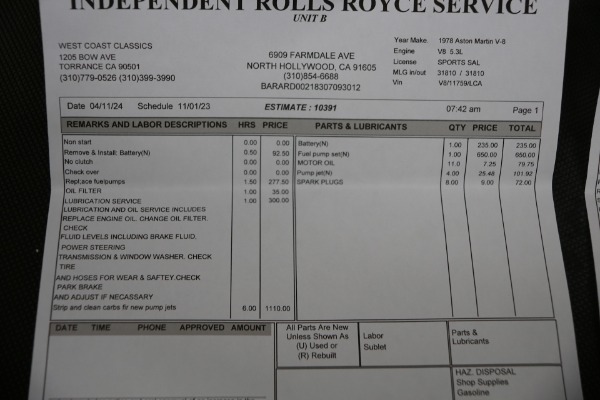 INDEPENDENT ROLLS ROYCE SERVICE
UNIT B
WEST COAST CLASSICS
1205 BOW AVE
TORRANCE CA 90501
(310)779-0526 (310)399-3990
6909 FARMDALE AVE
NORTH HOLLYWOOD, CA 91605
(310)854-6688
BARARD00218307093012
Year Make. 1978 Aston Martin V-8
Engine V8 5.3L
License SPORTS SAL
MLG in/out 31810 / 31810
Vin V8/11759/LCA
Date 04/11/24 Schedule 11/01/23 ESTIMATE : 10391 07:42 am Page 1
REMARKS AND LABOR DESCRIPTIONS HRS PRICE PARTS & LUBRICANTS QTY PRICE TOTAL
Non start 0.00 0.00
Remove & Install: Battery(N) 0.50 92.50
No clutch 0.00 0.00
Check over 0.00 0.00
Replace fuelpumps 1.50 277.50
OIL FILTER 1.00 35.00
LUBRICATION SERVICE 1.00 300.00
LUBRICATION AND OIL SERVICE INCLUDES
REPLACE ENGINE OIL. CHANGE OIL FILTER.
CHECK
FLUID LEVELS INCLUDING BRAKE FLUID,
POWER STEERING
TRANSMISSION & WINDOW WASHER. CHECK
TIRE
AND HOSES FOR WEAR & SAFTEY.CHECK
PARK BRAKE
AND ADJUST IF NECASSARY
Strip and clean carbs fir new pump jets 6.00 1110.00
Battery(N) 1.00 235.00 235.00
Fuel pump set(N) 1.00 650.00 650.00
MOTOR OIL 11.0 7.25 79.75
Pump jet(N) 4.00 25.48 101.92
SPARK PLUGS 8.00 9.00 72.00
DATE TIME PHONE APPROVED AMOUNT
All Parts Are New
Unless Shown As
(U) Used or
(R) Rebuilt
Labor
Sublet
Parts &
Lubricants
HAZ. DISPOSAL
Shop Supplies
Gasoline